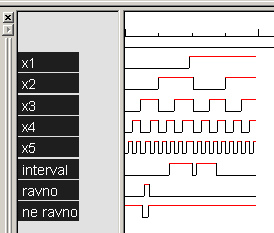 x1
x2
x3
x4
x5
interval
ravno
ne ravno